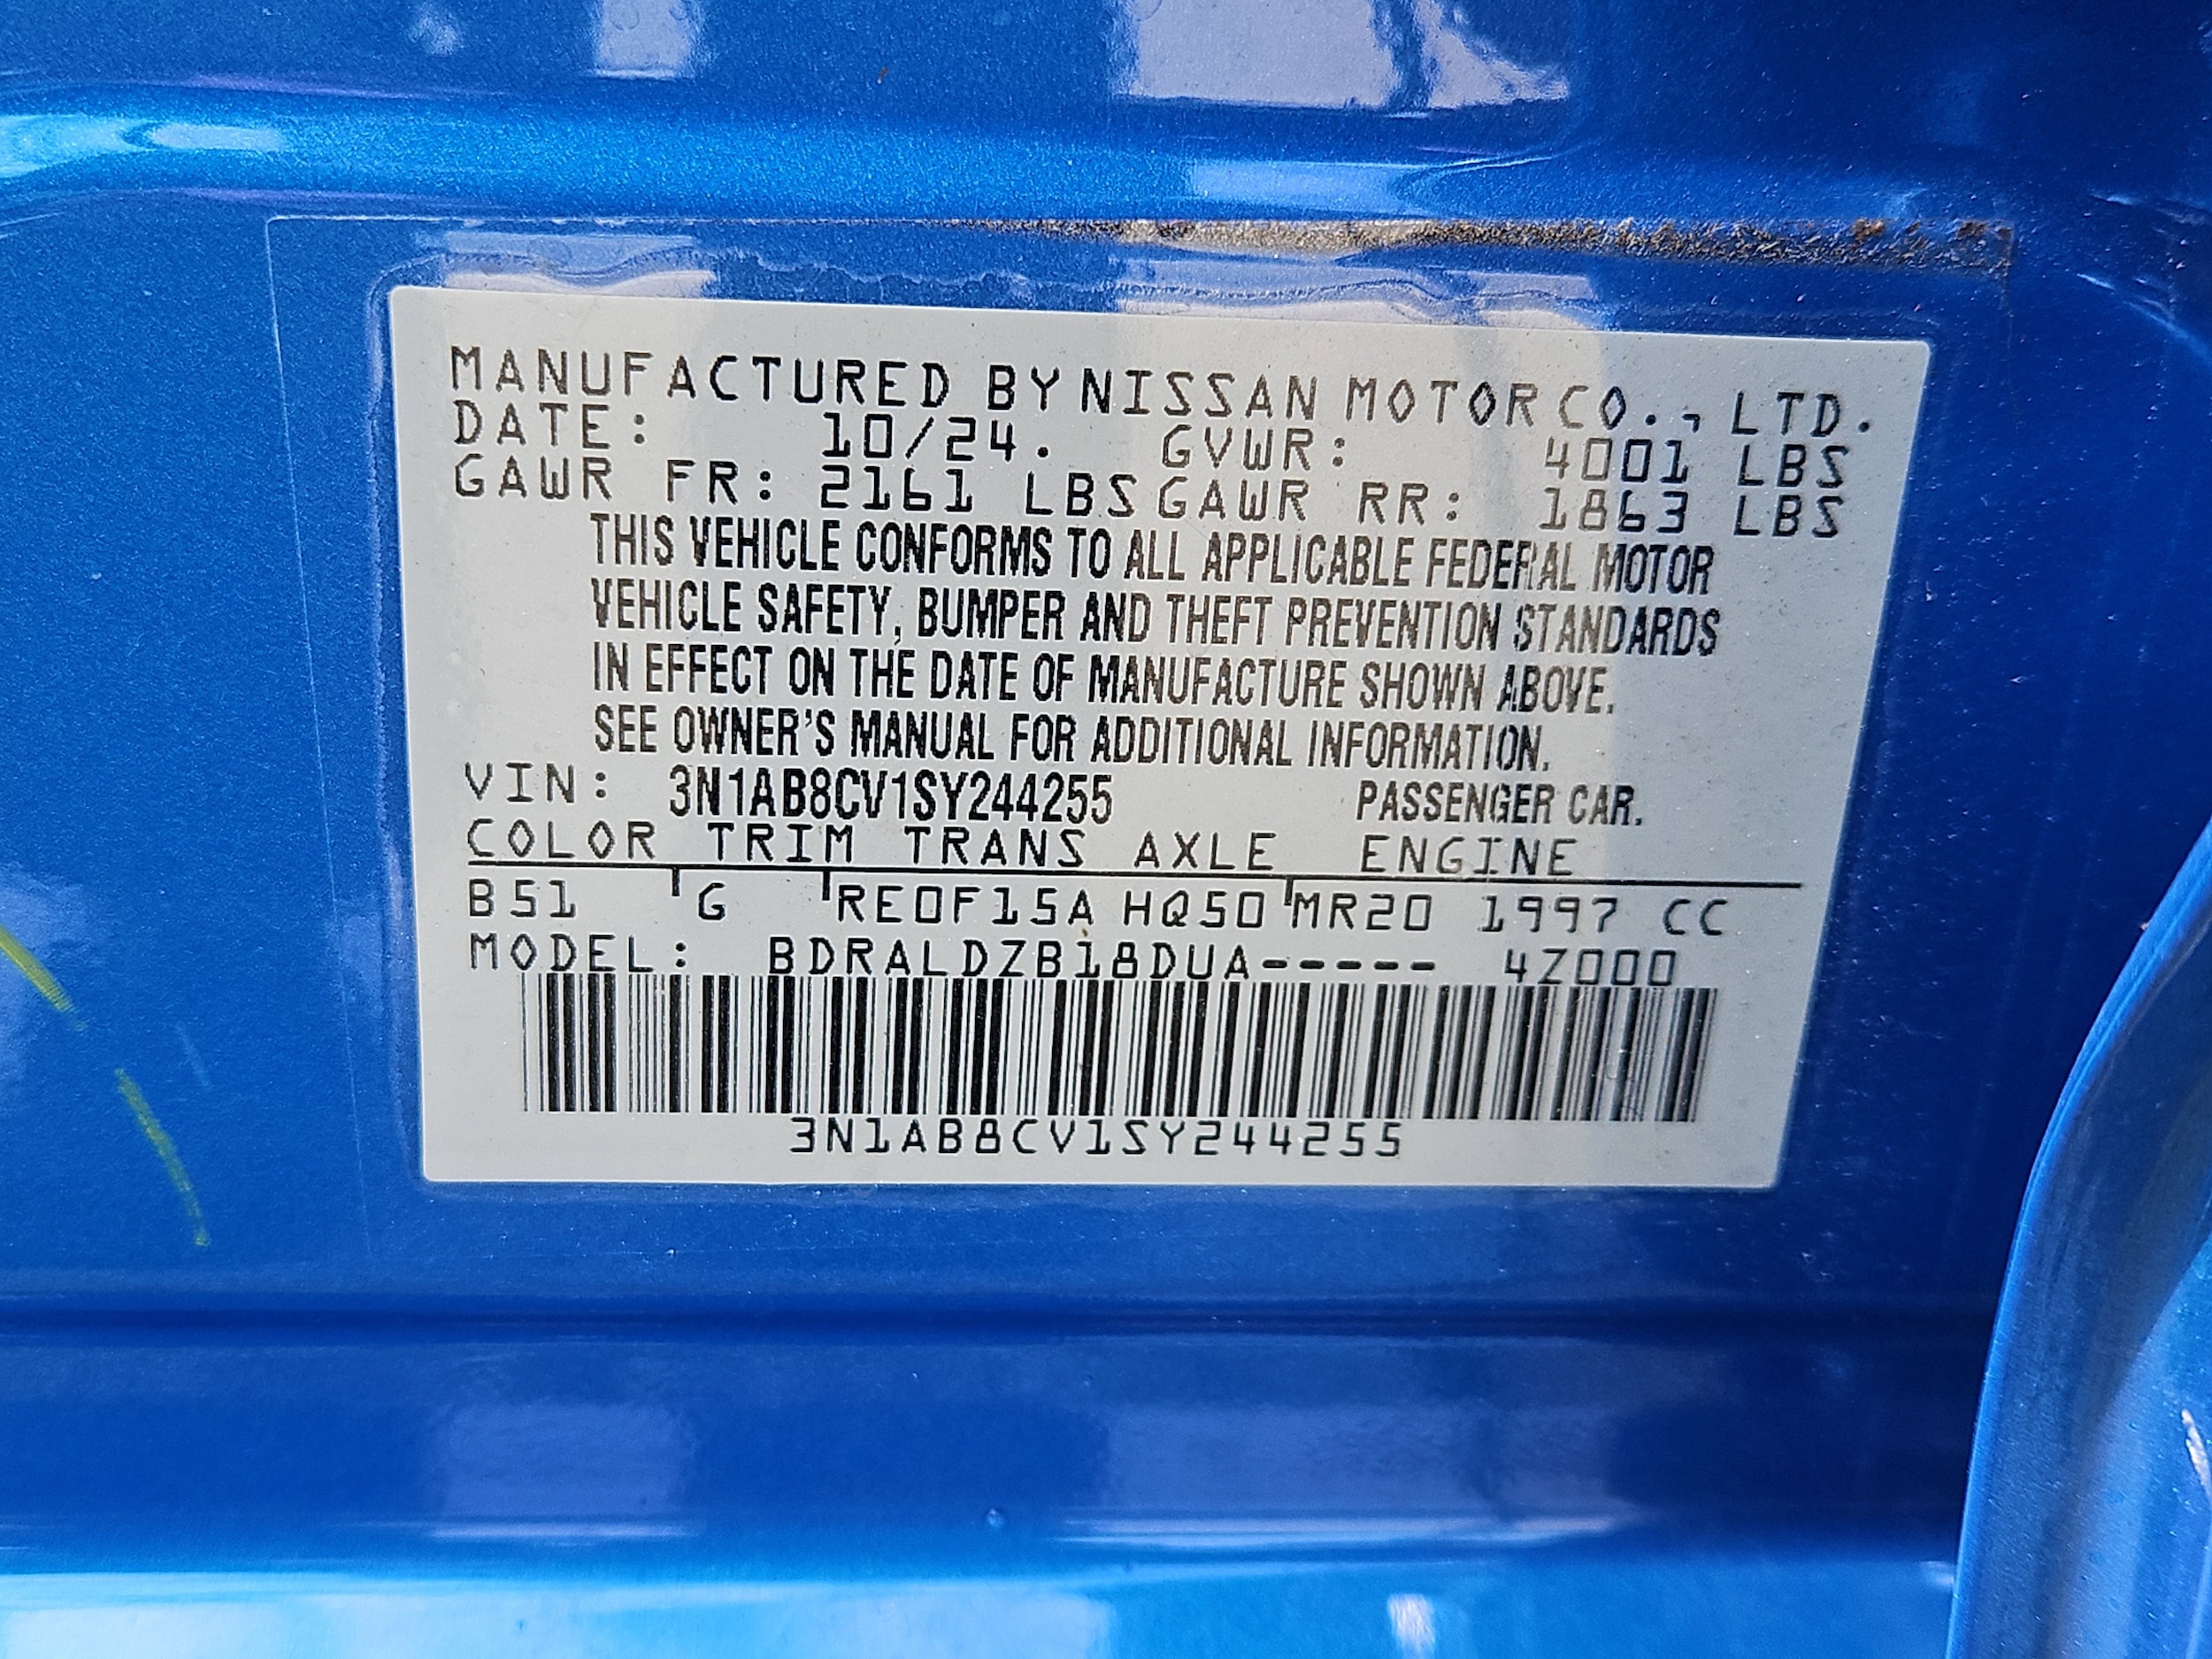 MANUFACTURED BY NISSAN MOTOR CO., LTD.
DATE: 10/24. GVWR: 4001 LBS
GAWR FR: 2161 LBS GAWR RR: 1863 LBS
THIS VEHICLE CONFORMS TO ALL APPLICABLE FEDERAL MOTOR
VEHICLE SAFETY, BUMPER AND THEFT PREVENTION STANDARDS
IN EFFECT ON THE DATE OF MANUFACTURE SHOWN ABOVE.
SEE OWNER'S MANUAL FOR ADDITIONAL INFORMATION.
VIN: 3N1AB8CV1SY244255 PASSENGER CAR.
COLOR TRIM TRANS AXLE ENGINE
B51 G RE0F15A HQ50 MR20 1997 CC
MODEL: BDRALDZB18DUA----- 4Z000
3N1AB8CV1SY244255